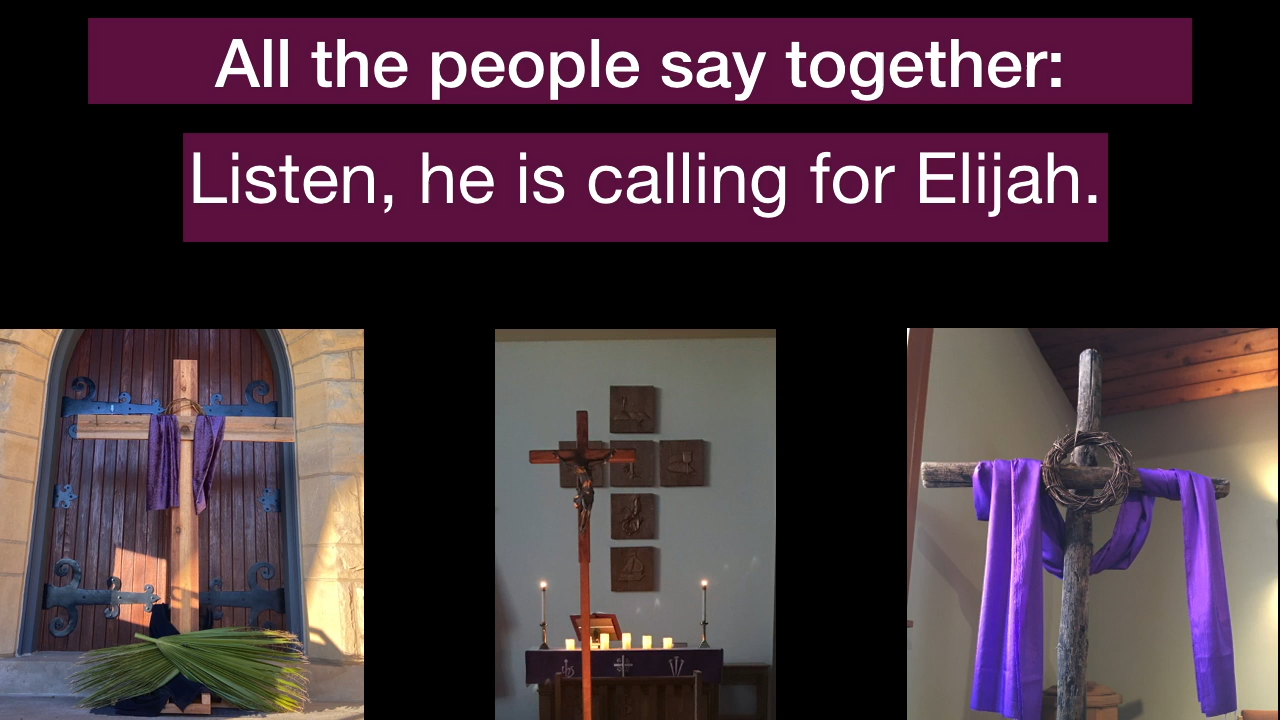 All the people say together:
Listen, he is calling for Elijah.